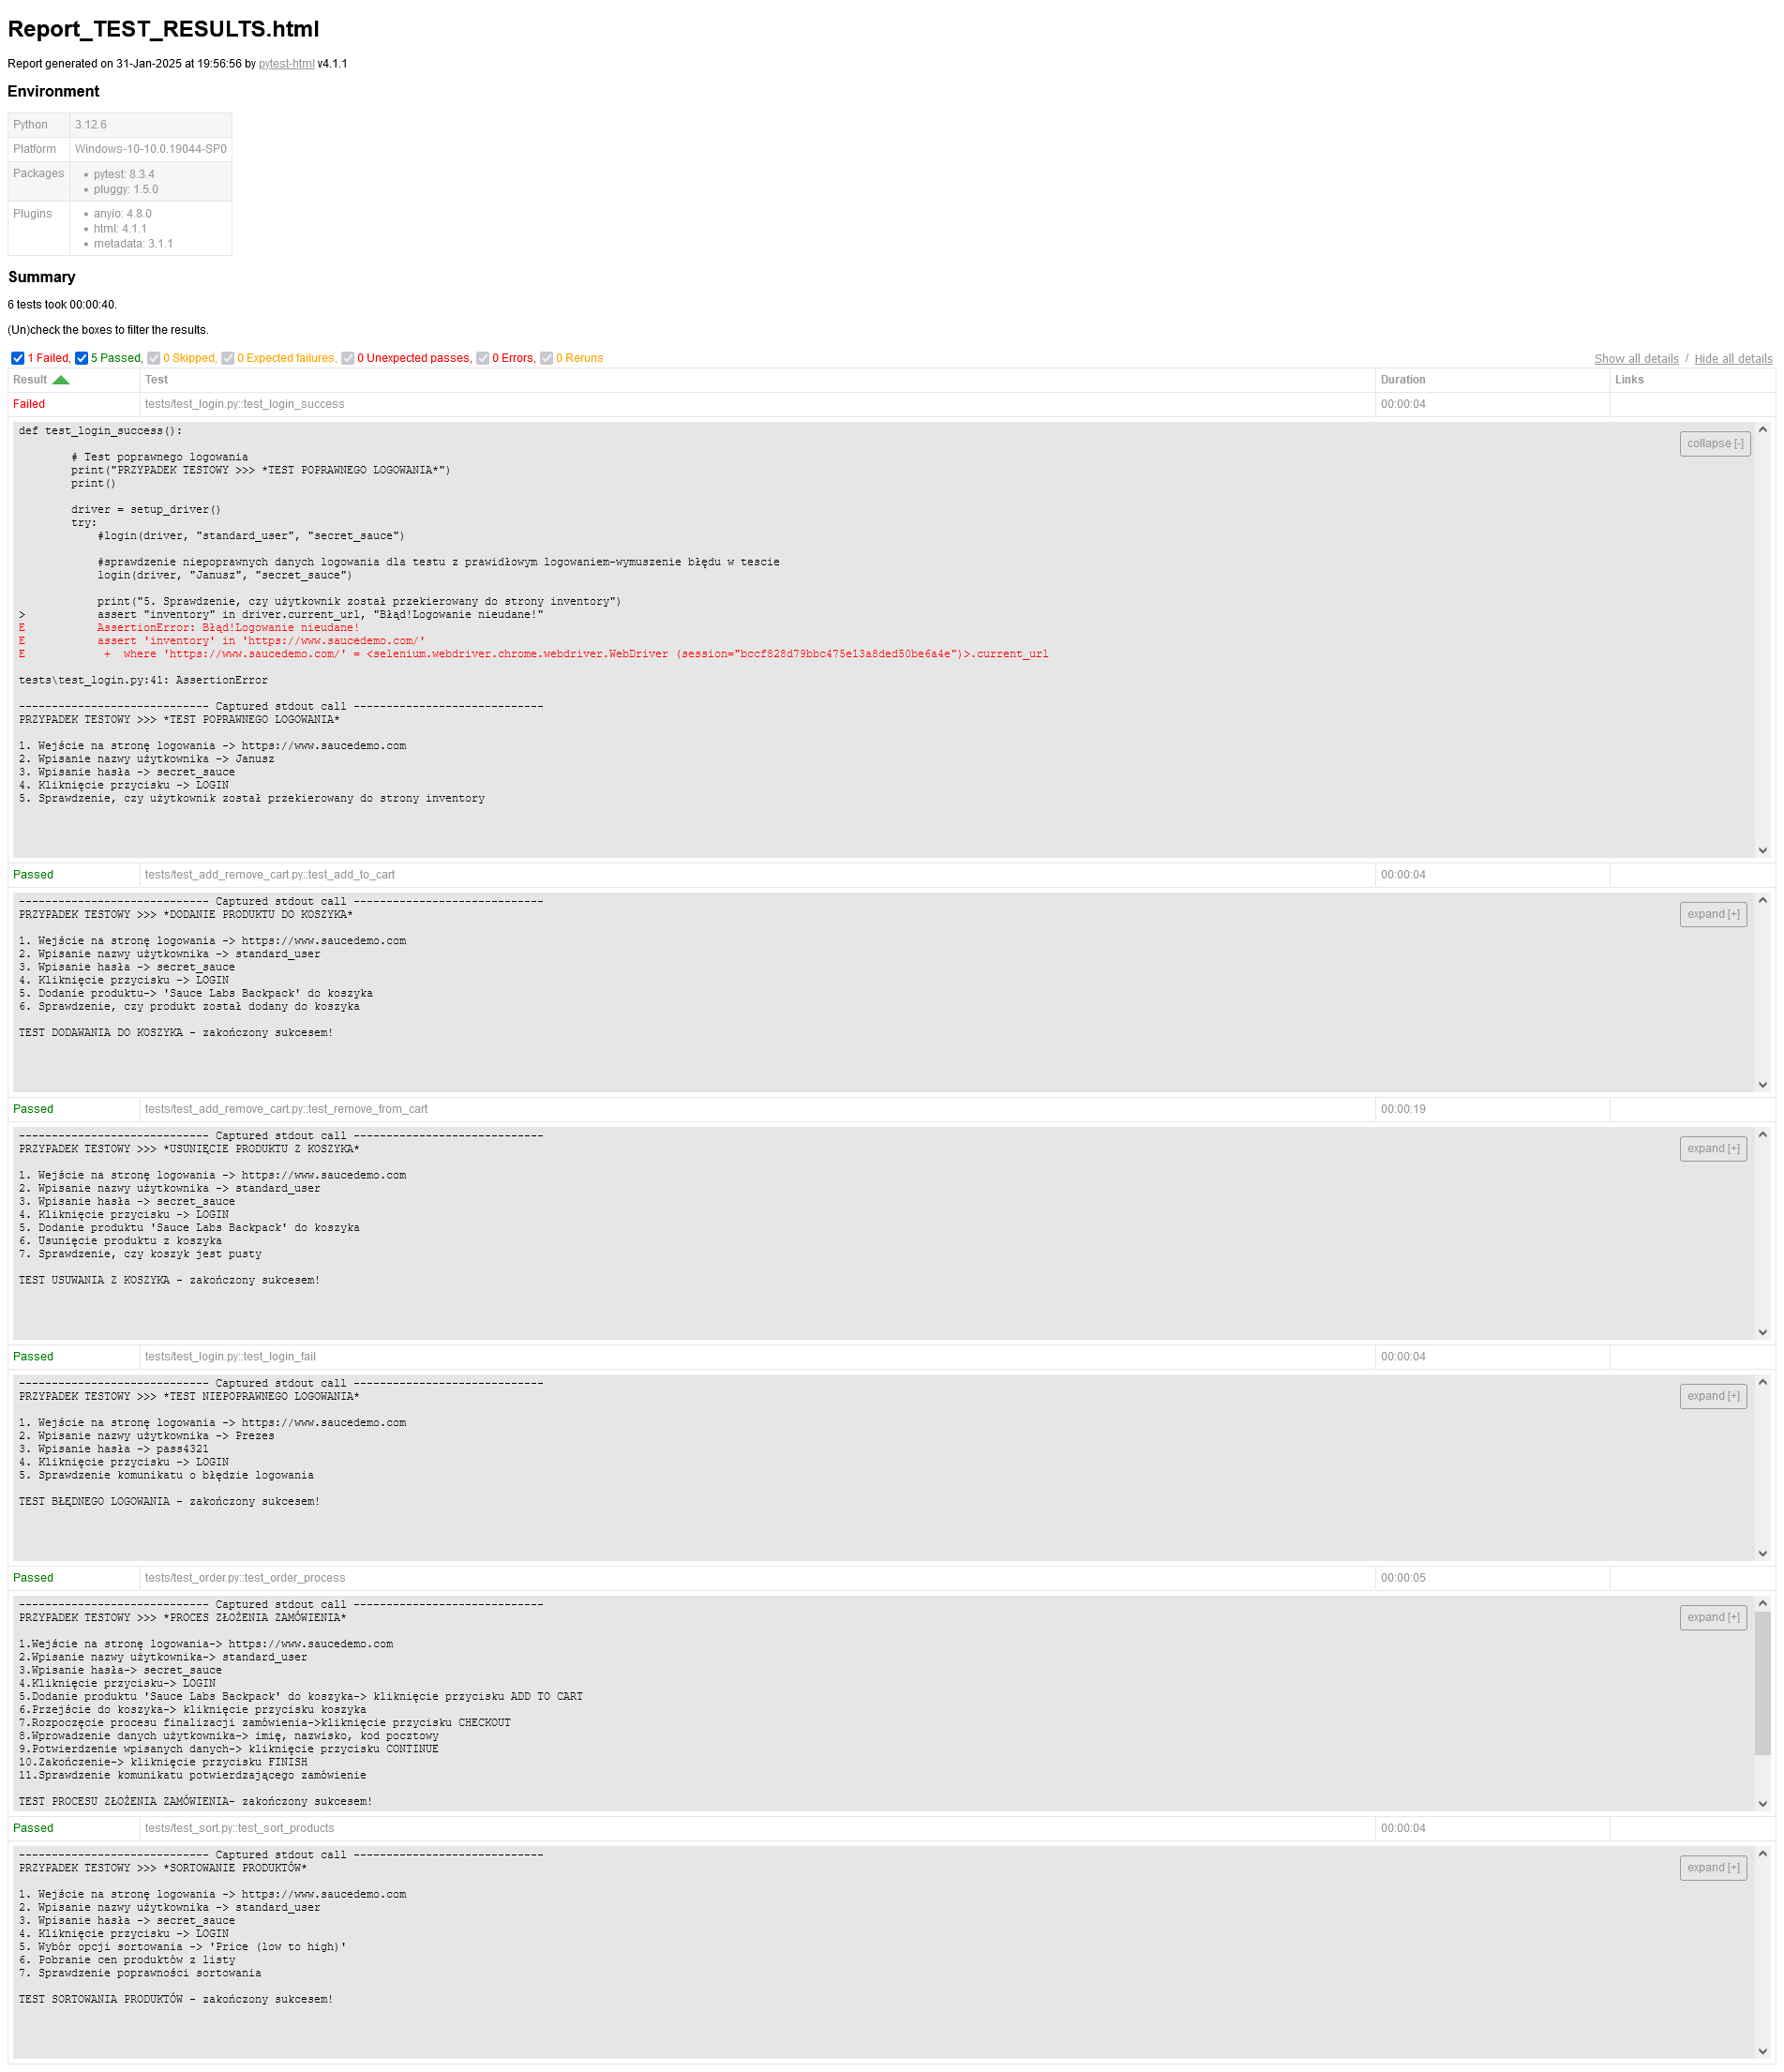 Report_TEST_RESULTS.html
Report generated on 31-Jan-2025 at 19:56:56 by pytest-html v4.1.1
Environment
Python 3.12.6
Platform Windows-10-10.0.19044-SP0
Packages
• pytest: 8.3.4
• pluggy: 1.5.0
Plugins
• anyio: 4.8.0
• html: 4.1.1
• metadata: 3.1.1
Summary
6 tests took 00:00:40.
(Un)check the boxes to filter the results.
1 Failed, 5 Passed, 0 Skipped, 0 Expected failures, 0 Unexpected passes, 0 Errors, 0 Reruns Show all details / Hide all details
Result Test Duration Links
Failed tests/test_login.py::test_login_success 00:00:04
collapse [-]
def test_login_success():
# Test poprawnego logowania
print("PRZYPADEK TESTOWY >>> *TEST POPRAWNEGO LOGOWANIA*")
print()
driver = setup_driver()
try:
#login(driver, "standard_user", "secret_sauce")
#sprawdzenie niepoprawnych danych logowania dla testu z prawidłowym logowaniem-wymuszenie błędu w tescie
login(driver, "Janusz", "secret_sauce")
print("5. Sprawdzenie, czy użytkownik został przekierowany do strony inventory")
> assert "inventory" in driver.current_url, "Błąd!Logowanie nieudane!"
E AssertionError: Błąd!Logowanie nieudane!
E assert 'inventory' in 'https://www.saucedemo.com/'
E + where 'https://www.saucedemo.com/' = <selenium.webdriver.chrome.webdriver.WebDriver (session="bccf828d79bbc475e13a8ded50be6a4e")>.current_url
tests\test_login.py:41: AssertionError
----------------------------- Captured stdout call -----------------------------
PRZYPADEK TESTOWY >>> *TEST POPRAWNEGO LOGOWANIA*
1. Wejście na stronę logowania -> https://www.saucedemo.com
2. Wpisanie nazwy użytkownika -> Janusz
3. Wpisanie hasła -> secret_sauce
4. Kliknięcie przycisku -> LOGIN
5. Sprawdzenie, czy użytkownik został przekierowany do strony inventory
Passed tests/test_add_remove_cart.py::test_add_to_cart 00:00:04
expand [+]
----------------------------- Captured stdout call -----------------------------
PRZYPADEK TESTOWY >>> *DODANIE PRODUKTU DO KOSZYKA*
1. Wejście na stronę logowania -> https://www.saucedemo.com
2. Wpisanie nazwy użytkownika -> standard_user
3. Wpisanie hasła -> secret_sauce
4. Kliknięcie przycisku -> LOGIN
5. Dodanie produktu-> 'Sauce Labs Backpack' do koszyka
6. Sprawdzenie, czy produkt został dodany do koszyka
TEST DODAWANIA DO KOSZYKA - zakończony sukcesem!
Passed tests/test_add_remove_cart.py::test_remove_from_cart 00:00:19
expand [+]
----------------------------- Captured stdout call -----------------------------
PRZYPADEK TESTOWY >>> *USUNIĘCIE PRODUKTU Z KOSZYKA*
1. Wejście na stronę logowania -> https://www.saucedemo.com
2. Wpisanie nazwy użytkownika -> standard_user
3. Wpisanie hasła -> secret_sauce
4. Kliknięcie przycisku -> LOGIN
5. Dodanie produktu 'Sauce Labs Backpack' do koszyka
6. Usunięcie produktu z koszyka
7. Sprawdzenie, czy koszyk jest pusty
TEST USUWANIA Z KOSZYKA - zakończony sukcesem!
Passed tests/test_login.py::test_login_fail 00:00:04
expand [+]
----------------------------- Captured stdout call -----------------------------
PRZYPADEK TESTOWY >>> *TEST NIEPOPRAWNEGO LOGOWANIA*
1. Wejście na stronę logowania -> https://www.saucedemo.com
2. Wpisanie nazwy użytkownika -> Prezes
3. Wpisanie hasła -> pass4321
4. Kliknięcie przycisku -> LOGIN
5. Sprawdzenie komunikatu o błędzie logowania
TEST BŁĘDNEGO LOGOWANIA - zakończony sukcesem!
Passed tests/test_order.py::test_order_process 00:00:05
expand [+]
----------------------------- Captured stdout call -----------------------------
PRZYPADEK TESTOWY >>> *PROCES ZŁOŻENIA ZAMÓWIENIA*
1.Wejście na stronę logowania-> https://www.saucedemo.com
2.Wpisanie nazwy użytkownika-> standard_user
3.Wpisanie hasła-> secret_sauce
4.Kliknięcie przycisku-> LOGIN
5.Dodanie produktu 'Sauce Labs Backpack' do koszyka-> kliknięcie przycisku ADD TO CART
6.Przejście do koszyka-> kliknięcie przycisku koszyka
7.Rozpoczęcie procesu finalizacji zamówienia->kliknięcie przycisku CHECKOUT
8.Wprowadzenie danych użytkownika-> imię, nazwisko, kod pocztowy
9.Potwierdzenie wpisanych danych-> kliknięcie przycisku CONTINUE
10.Zakończenie-> kliknięcie przycisku FINISH
11.Sprawdzenie komunikatu potwierdzającego zamówienie
TEST PROCESU ZŁOŻENIA ZAMÓWIENIA- zakończony sukcesem!
Passed tests/test_sort.py::test_sort_products 00:00:04
expand [+]
----------------------------- Captured stdout call -----------------------------
PRZYPADEK TESTOWY >>> *SORTOWANIE PRODUKTÓW*
1. Wejście na stronę logowania -> https://www.saucedemo.com
2. Wpisanie nazwy użytkownika -> standard_user
3. Wpisanie hasła -> secret_sauce
4. Kliknięcie przycisku -> LOGIN
5. Wybór opcji sortowania -> 'Price (low to high)'
6. Pobranie cen produktów z listy
7. Sprawdzenie poprawności sortowania
TEST SORTOWANIA PRODUKTÓW - zakończony sukcesem!